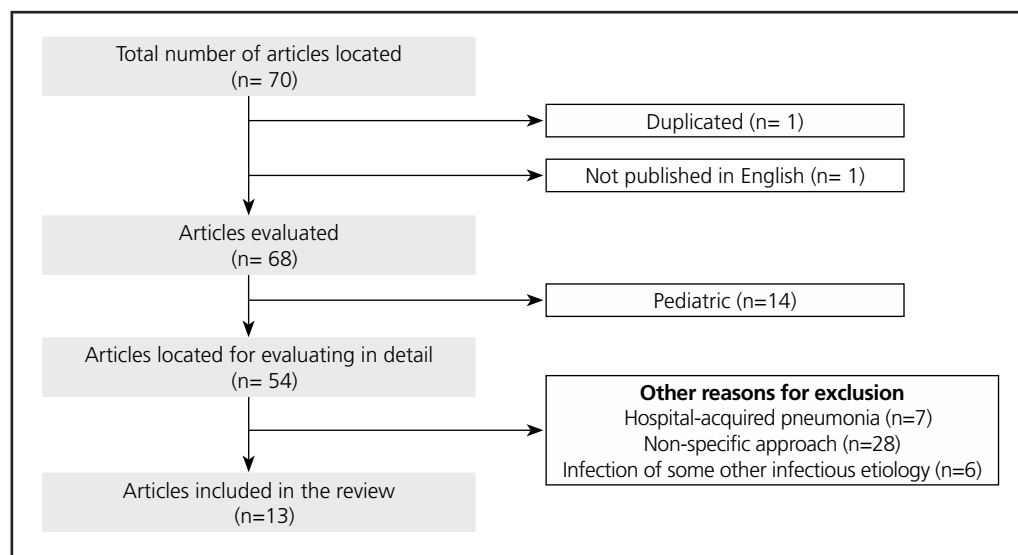 Total number of articles located
(n= 70)
Duplicated (n= 1)
Not published in English (n= 1)
Articles evaluated
(n= 68)
Pediatric (n=14)
Articles located for evaluating in detail
(n= 54)
Other reasons for exclusion
Hospital-acquired pneumonia (n=7)
Non-specific approach (n=28)
Infection of some other infectious etiology (n=6)
Articles included in the review
(n=13)